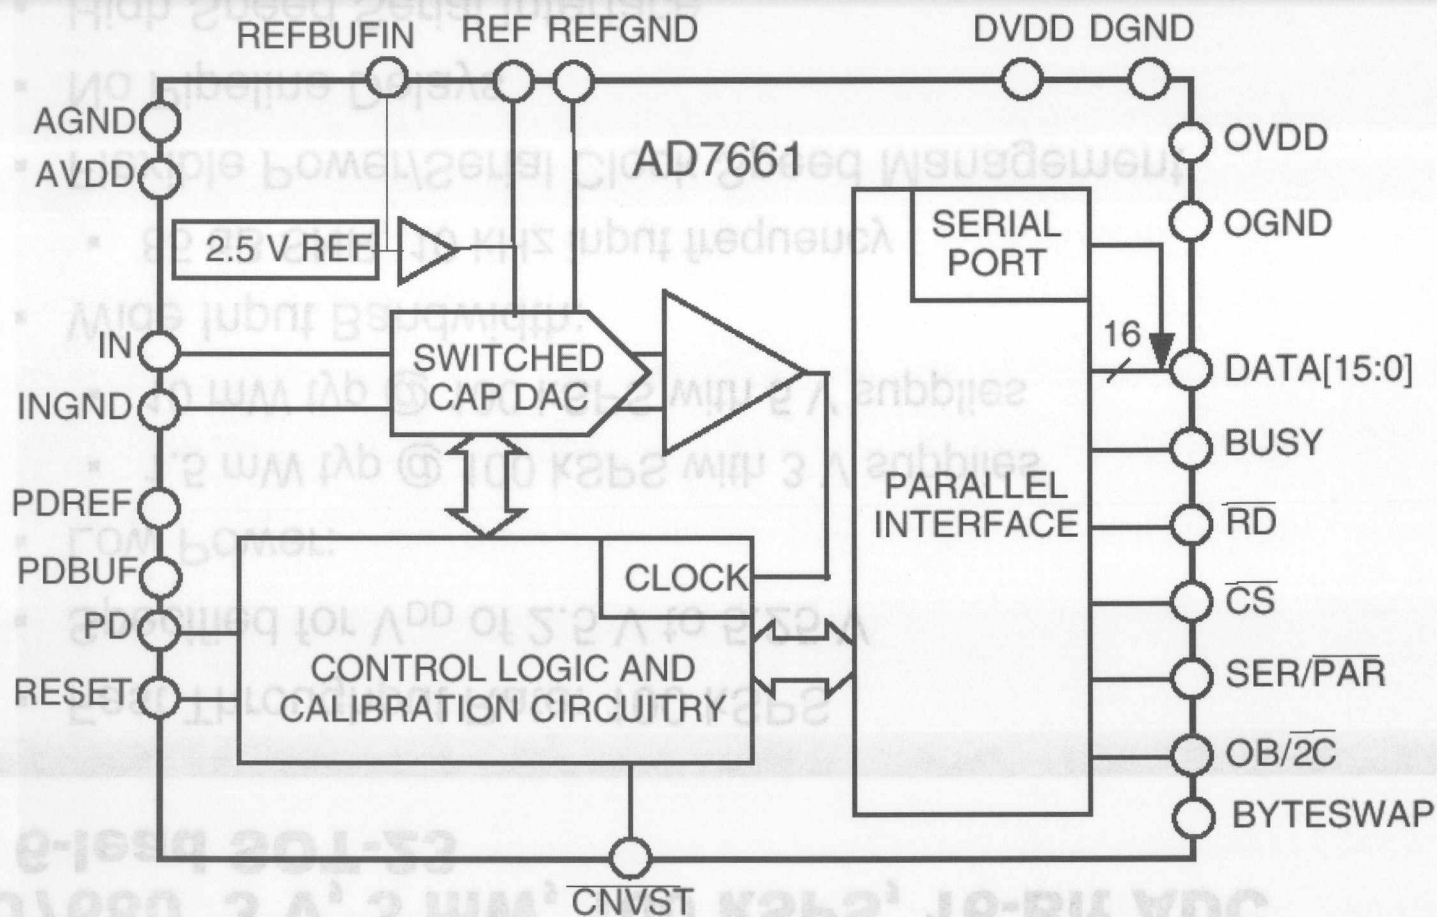 REFBUFIN REF REFGND DVDD DGND
AGND
AVDD
AD7661
OVDD
OGND
2.5 V REF
SERIAL
PORT
IN
INGND
SWITCHED
CAP DAC
16
DATA[15:0]
BUSY
PDREF
PDBUF
PD
RESET
PARALLEL
INTERFACE
RD
CLOCK
CS
CONTROL LOGIC AND
CALIBRATION CIRCUITRY
SER/PAR
OB/2C
BYTESWAP
CNVST